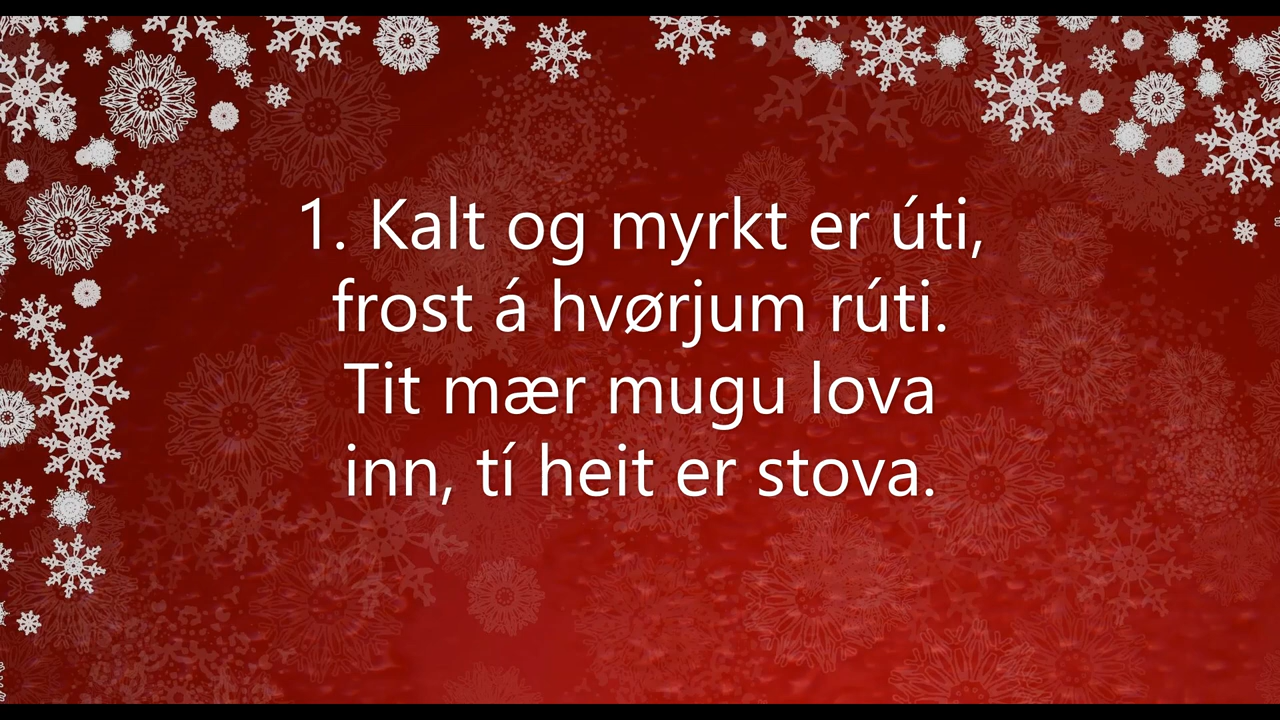 1. Kalt og myrkt er úti,
frost á hvørjum rúti.
Tit mær mugu lova
inn, tí heit er stova.